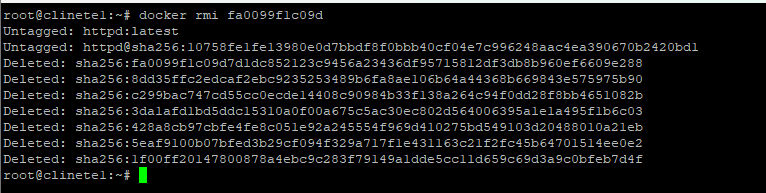 root@clinetel:~# docker rmi fa0099f1c09d
Untagged: httpd:latest
Untagged: httpd@sha256:10758fe1fe13980e0d7bbdf8f0bbb40cf04e7c996248aac4ea390670b2420bd1
Deleted: sha256:fa0099f1c09d7d1dc852123c9456a23436df95715812df3db8b960ef6609e288
Deleted: sha256:8dd35ffc2edcaf2ebc9235253489b6fa8ae106b64a44368b669843e575975b90
Deleted: sha256:c299bac747cd55cc0ecde14408c90984b33f138a264c94f0dd28f8bb4651082b
Deleted: sha256:3da1afd1bd5ddc15310a0f00a675c5ac30ec802d564006395a1e1a495f1b6c03
Deleted: sha256:428a8cb97cbfe4fe8c051e92a245554f969d410275bd549103d20488010a21eb
Deleted: sha256:5eaf9100b07bfed3b29cf094f329a717f1e431163c21f2fc45b64701514ee0e2
Deleted: sha256:1f00ff20147800878a4ebc9c283f79149a1dde5cc11d659c69d3a9c0bfeb7d4f
root@clinetel:~#